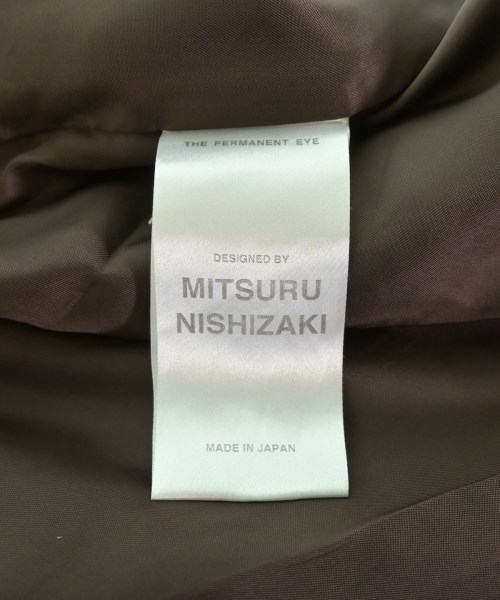 THE PERMANENT EYE
DESIGNED BY
MITSURU
NISHIZAKI
MADE IN JAPAN